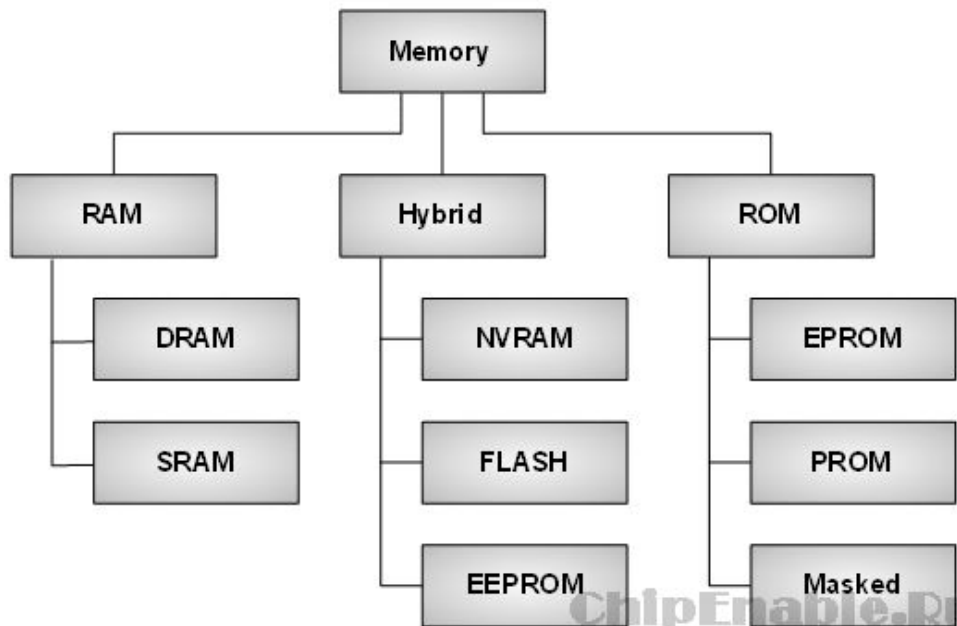 Memory
RAM
Hybrid
ROM
DRAM
NVRAM
EPROM
SRAM
FLASH
PROM
EEPROM
Masked
ChipEnable.Ru